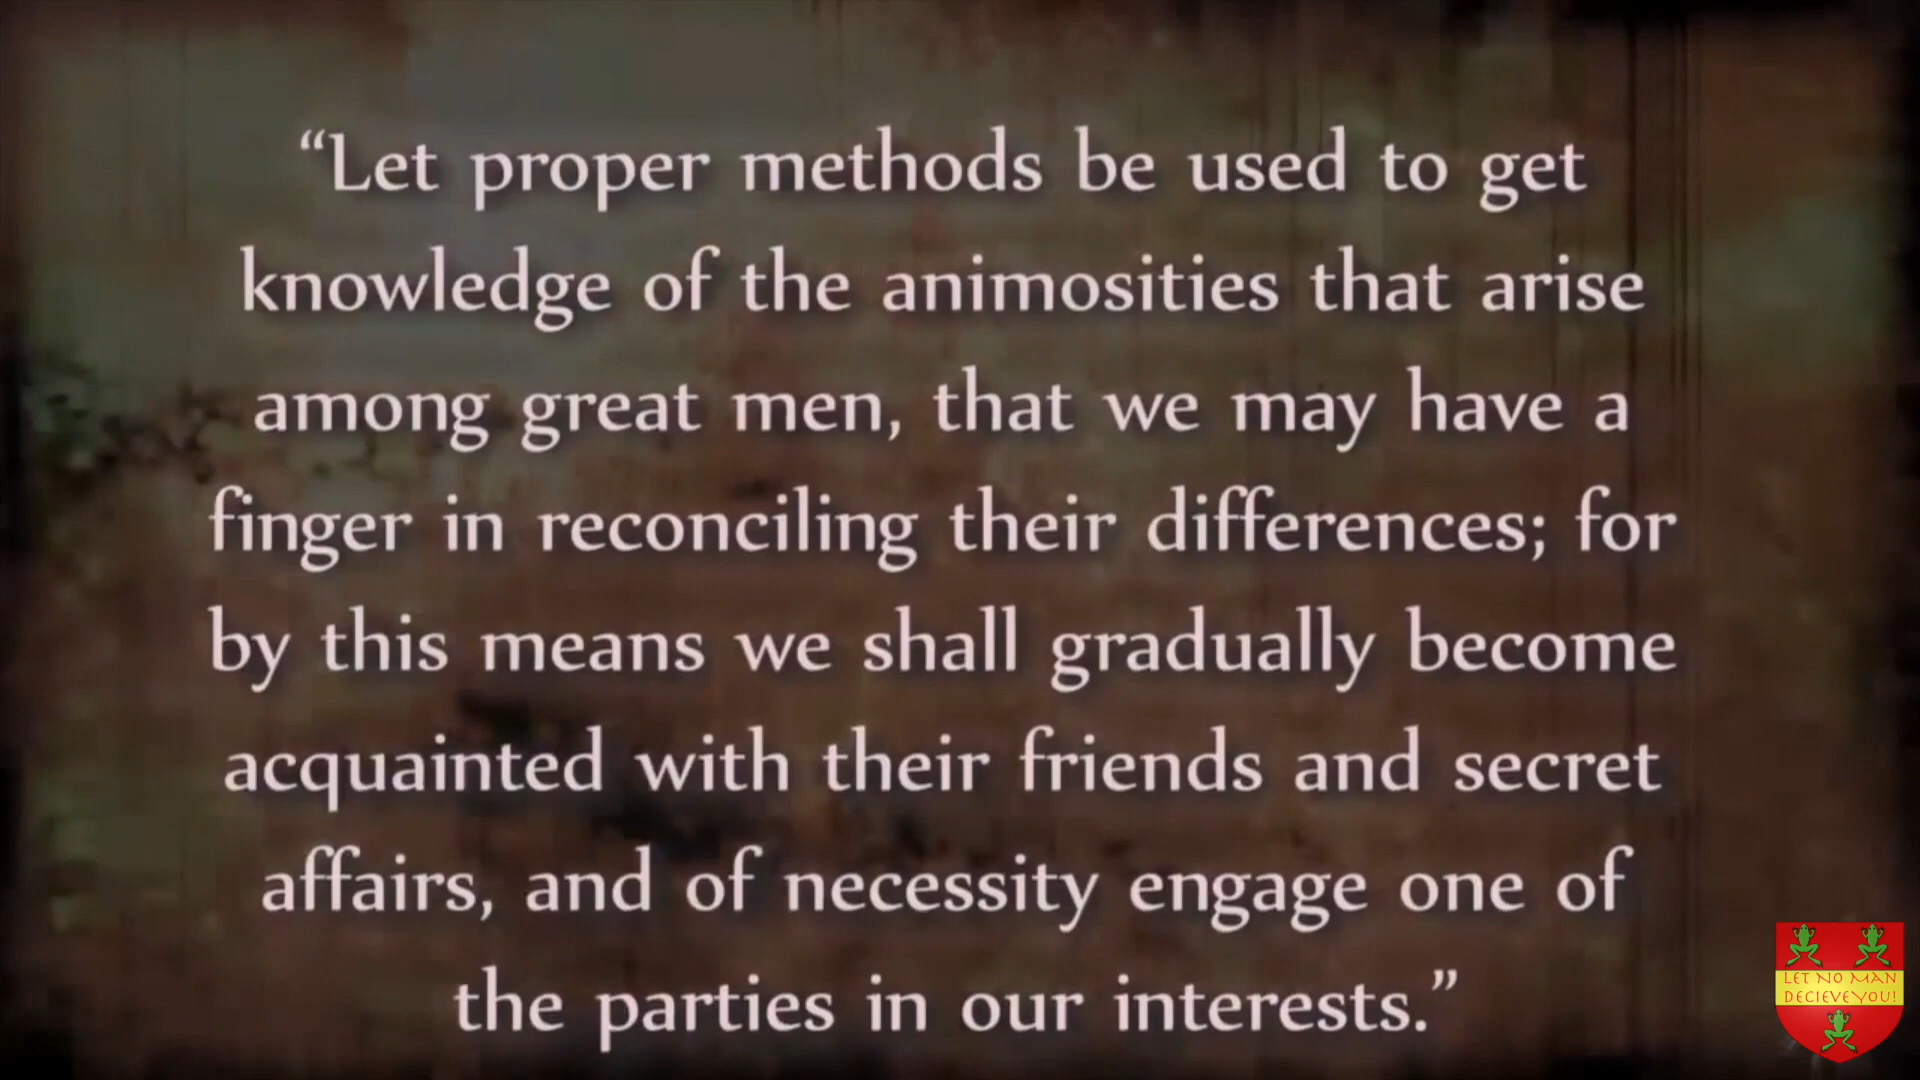 “Let proper methods be used to get
knowledge of the animosities that arise
among great men, that we may have a
finger in reconciling their differences; for
by this means we shall gradually become
acquainted with their friends and secret
affairs, and of necessity engage one of
the parties in our interests.”
LET NO MAN
DECIEVE YOU!